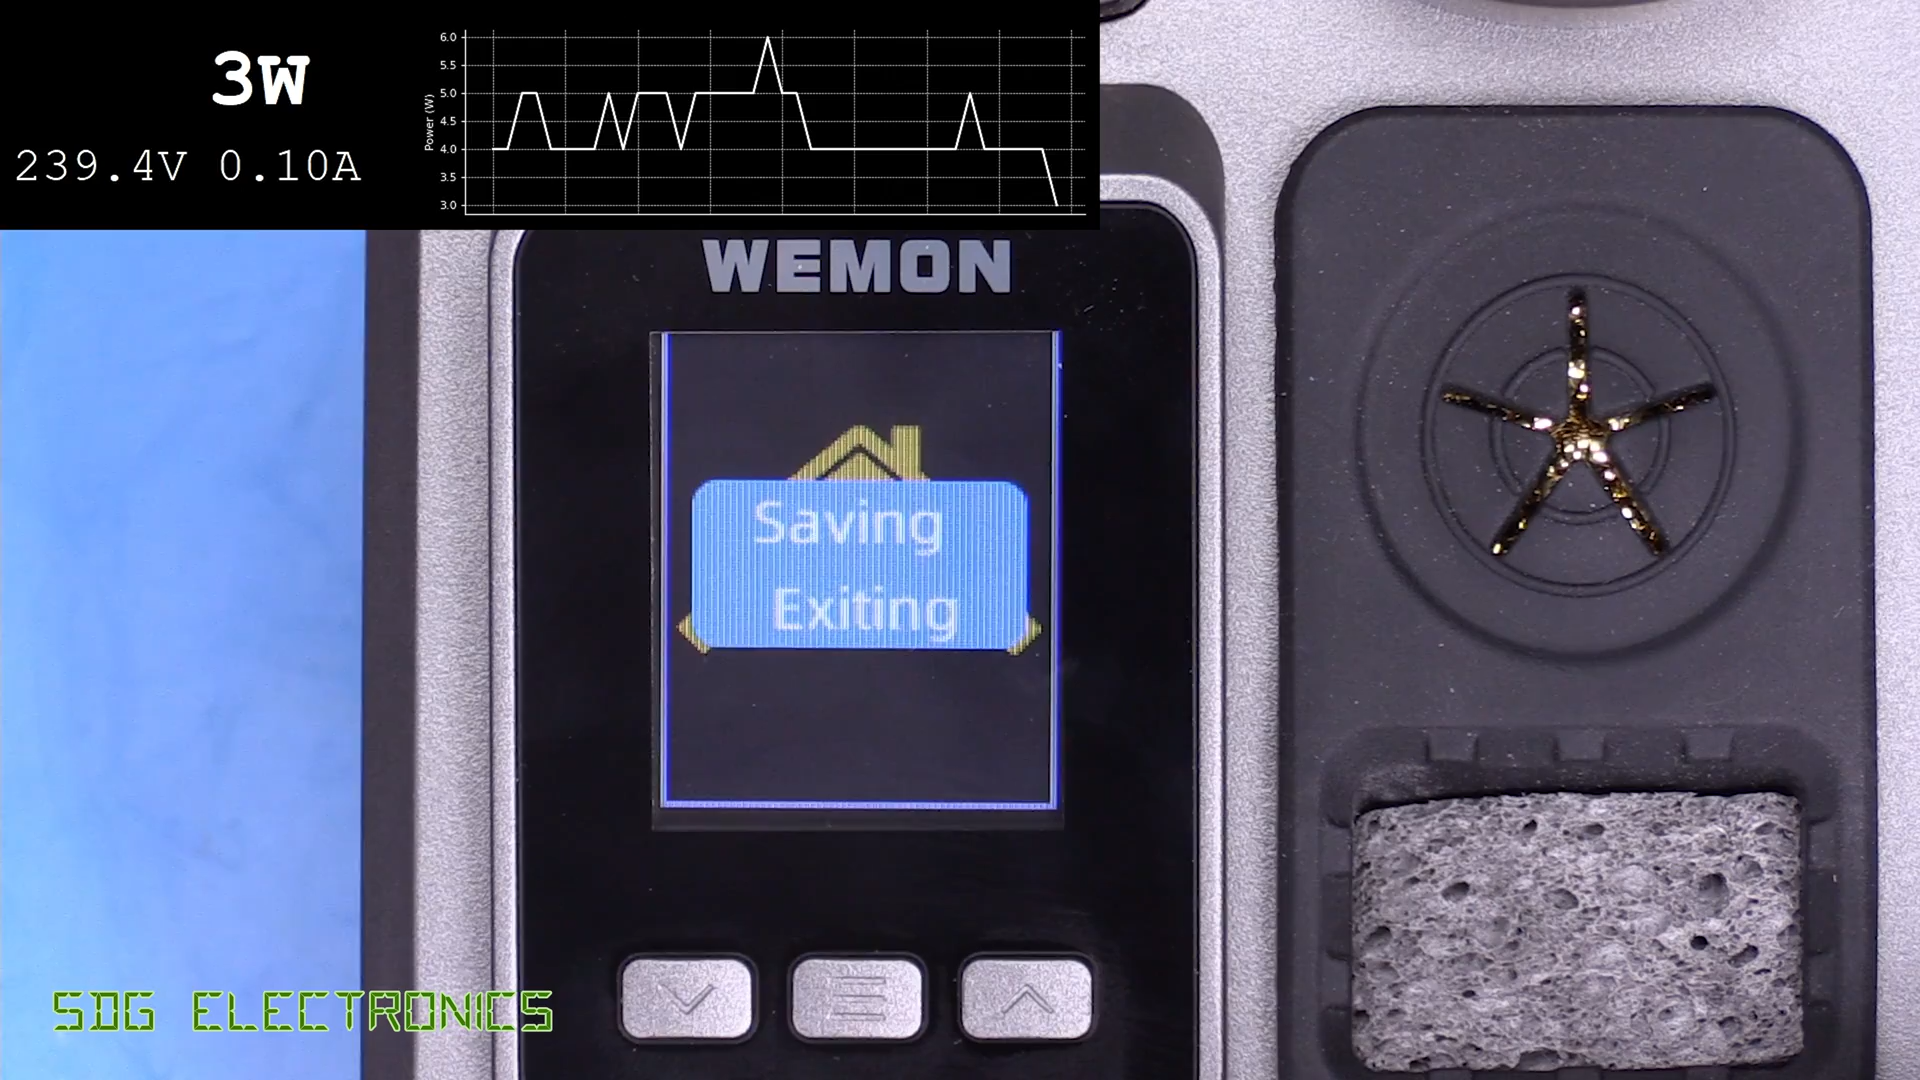 3W
239.4V 0.10A
Power (W)
6.0
5.5
5.0
4.5
4.0
3.5
3.0
WEMON
Saving
Exiting
SDG ELECTRONICS